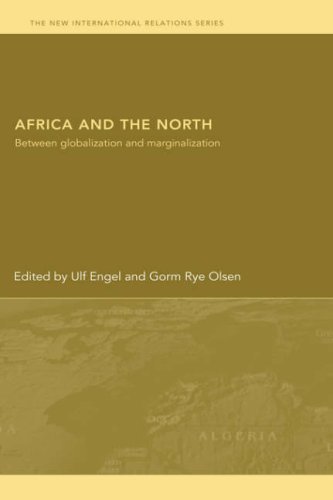 THE NEW INTERNATIONAL RELATIONS SERIES
AFRICA AND THE NORTH
Between globalization and marginalization
Edited by Ulf Engel and Gorm Rye Olsen
ALGERIA